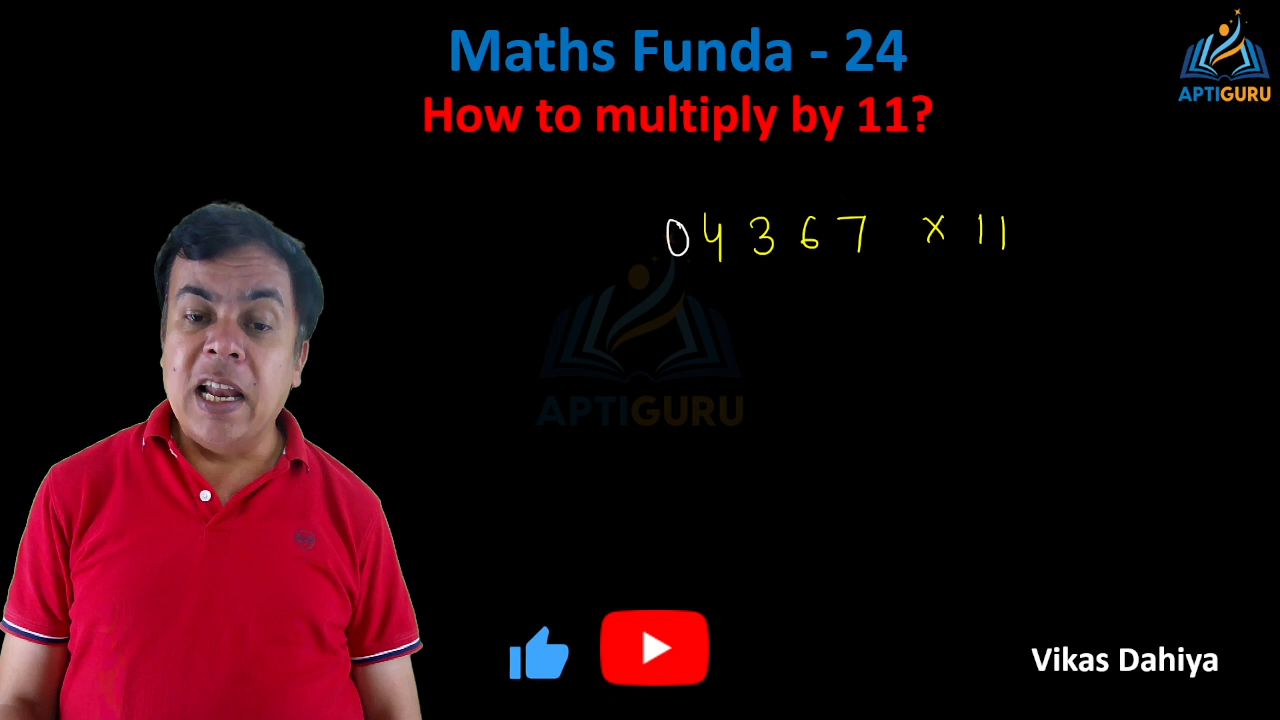 Maths Funda - 24
How to multiply by 11?
APTIGURU
04367 x 11
APTIGURU
Vikas Dahiya